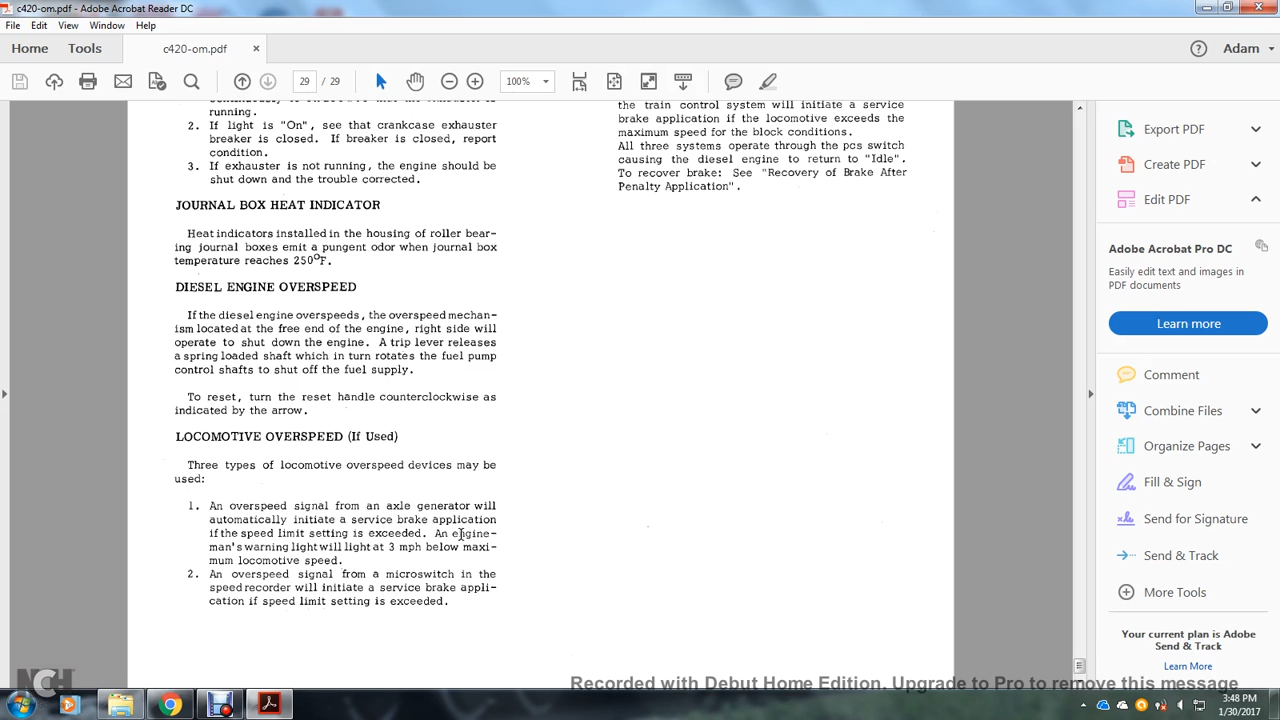 c420-om.pdf - Adobe Acrobat Reader DC
File Edit View Window Help
Home Tools c420-om.pdf × Adam
29 / 29 100%
running.
2. If light is "On", see that crankcase exhauster
breaker is closed. If breaker is closed, report
condition.
3. If exhauster is not running, the engine should be
shut down and the trouble corrected.
JOURNAL BOX HEAT INDICATOR
Heat indicators installed in the housing of roller bear-
ing journal boxes emit a pungent odor when journal box
temperature reaches 250°F.
DIESEL ENGINE OVERSPEED
If the diesel engine overspeeds, the overspeed mechan-
ism located at the free end of the engine, right side will
operate to shut down the engine. A trip lever releases
a spring loaded shaft which in turn rotates the fuel pump
control shafts to shut off the fuel supply.
To reset, turn the reset handle counterclockwise as
indicated by the arrow.
LOCOMOTIVE OVERSPEED (If Used)
Three types of locomotive overspeed devices may be
used:
1. An overspeed signal from an axle generator will
automatically initiate a service brake application
if the speed limit setting is exceeded. An engine-
man's warning light will light at 3 mph below maxi-
mum locomotive speed.
2. An overspeed signal from a microswitch in the
speed recorder will initiate a service brake appli-
cation if speed limit setting is exceeded.
the train control system will initiate a service
brake application if the locomotive exceeds the
maximum speed for the block conditions.
All three systems operate through the pcs switch
causing the diesel engine to return to "Idle".
To recover brake: See "Recovery of Brake After
Penalty Application".
Export PDF
Create PDF
Edit PDF
Adobe Acrobat Pro DC
Easily edit text and images in
PDF documents
Learn more
Comment
Combine Files
Organize Pages
Fill & Sign
Send for Signature
Send & Track
More Tools
Your current plan is Adobe
Send & Track
Learn More
NCH
Recorded with Debut Home Edition. Upgrade to Pro to remove this message
3:48 PM
1/30/2017